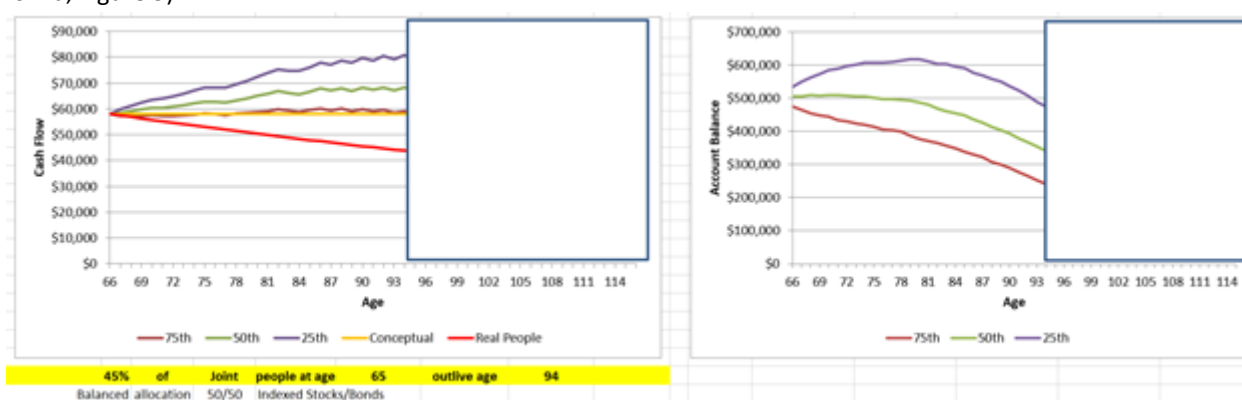 $90,000
$80,000
$70,000
$60,000
$50,000
$40,000
$30,000
$20,000
$10,000
$0
Cash Flow
66 69 72 75 78 81 84 87 90 93 96 99 102 105 108 111 114
Age
75th 50th 25th Conceptual Real People
$700,000
$600,000
$500,000
$400,000
$300,000
$200,000
$100,000
$0
Account Balance
66 69 72 75 78 81 84 87 90 93 96 99 102 105 108 111 114
Age
75th 50th 25th
45% of Joint people at age 65 outlive age 94
Balanced allocation 50/50 Indexed Stocks/Bonds